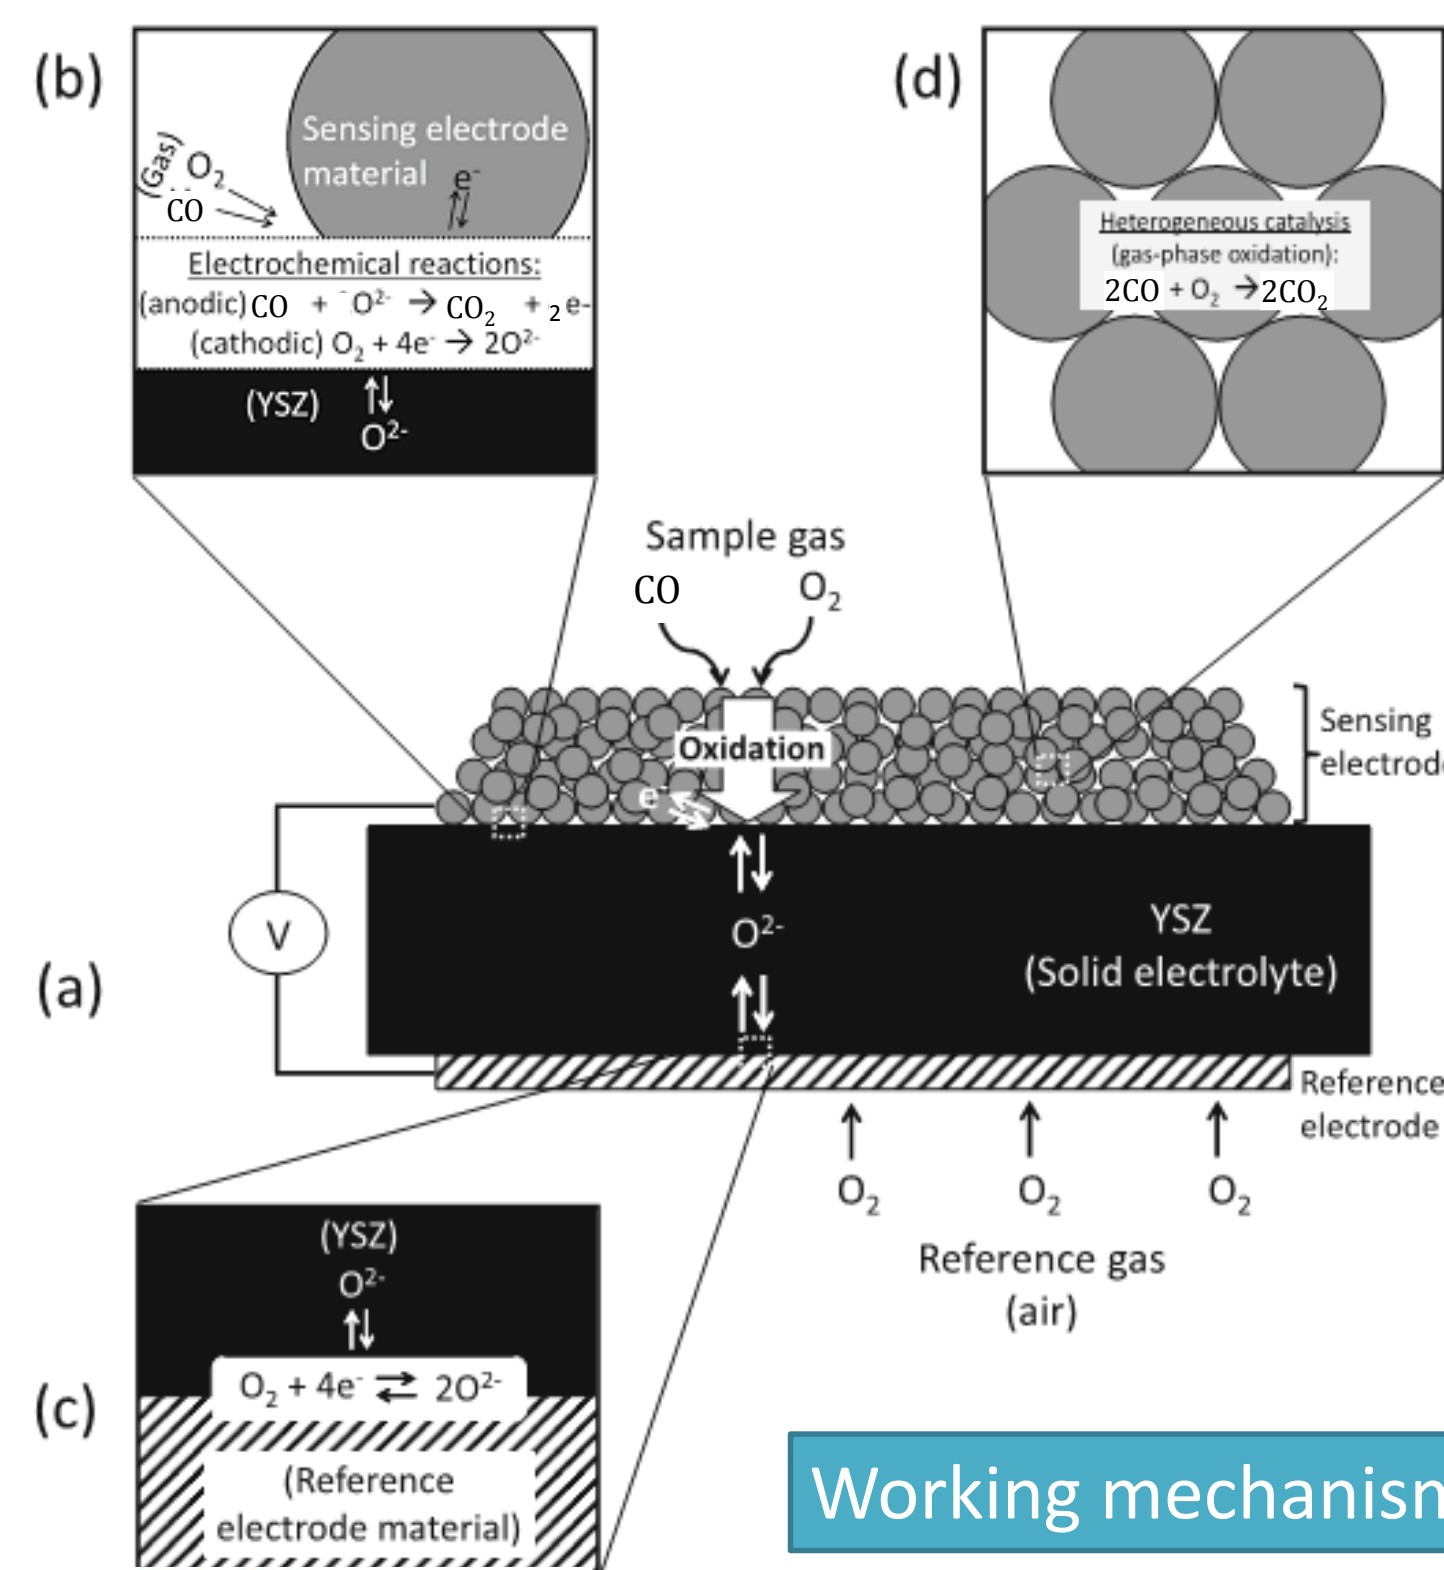 (b)
Sensing electrode
material
e⁻
(Gas)
O₂
CO
Electrochemical reactions:
(anodic) CO + O²⁻ → CO₂ + 2 e-
(cathodic) O₂ + 4e⁻ → 2O²⁻
(YSZ)
O²⁻
(d)
Heterogeneous catalysis
(gas-phase oxidation):
2CO + O₂ → 2CO₂
Sample gas
CO
O₂
Oxidation
e⁻
Sensing
electrode
V
(a)
O²⁻
YSZ
(Solid electrolyte)
Reference
electrode
O₂ O₂ O₂
Reference gas
(air)
(c)
(YSZ)
O²⁻
O₂ + 4e⁻ ⇄ 2O²⁻
(Reference
electrode material)
Working mechanism